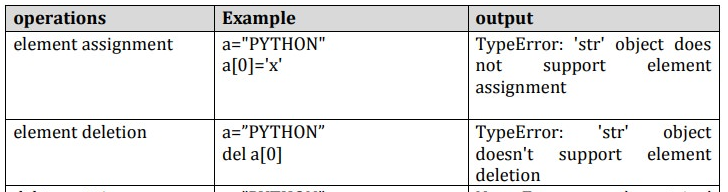 operations Example output
element assignment a="PYTHON" TypeError: 'str' object does
a[0]='x' not support element
assignment
element deletion a=”PYTHON” TypeError: 'str' object
del a[0] doesn't support element
deletion